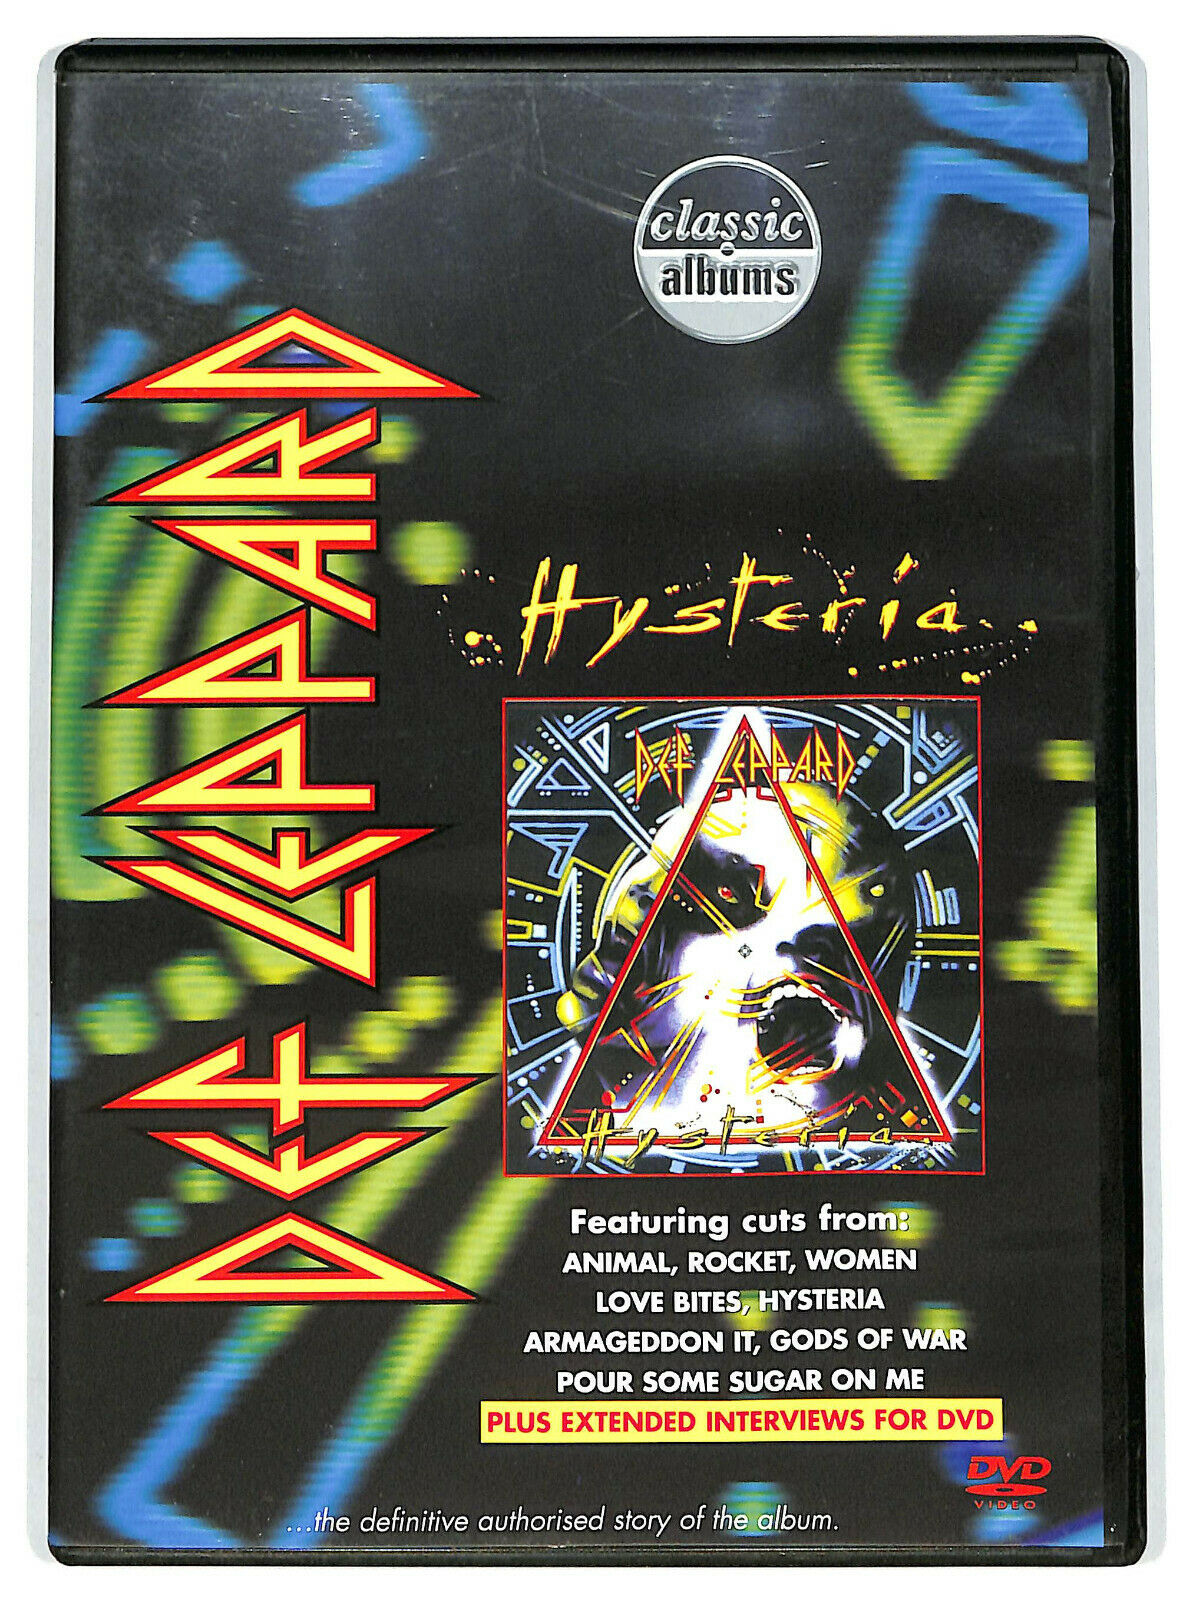 classic
albums
DEF LEPPARD
Hysteria
DEF LEPPARD
Hysteria
Featuring cuts from:
ANIMAL, ROCKET, WOMEN
LOVE BITES, HYSTERIA
ARMAGEDDON IT, GODS OF WAR
POUR SOME SUGAR ON ME
PLUS EXTENDED INTERVIEWS FOR DVD
DVD
VIDEO
...the definitive authorised story of the album.